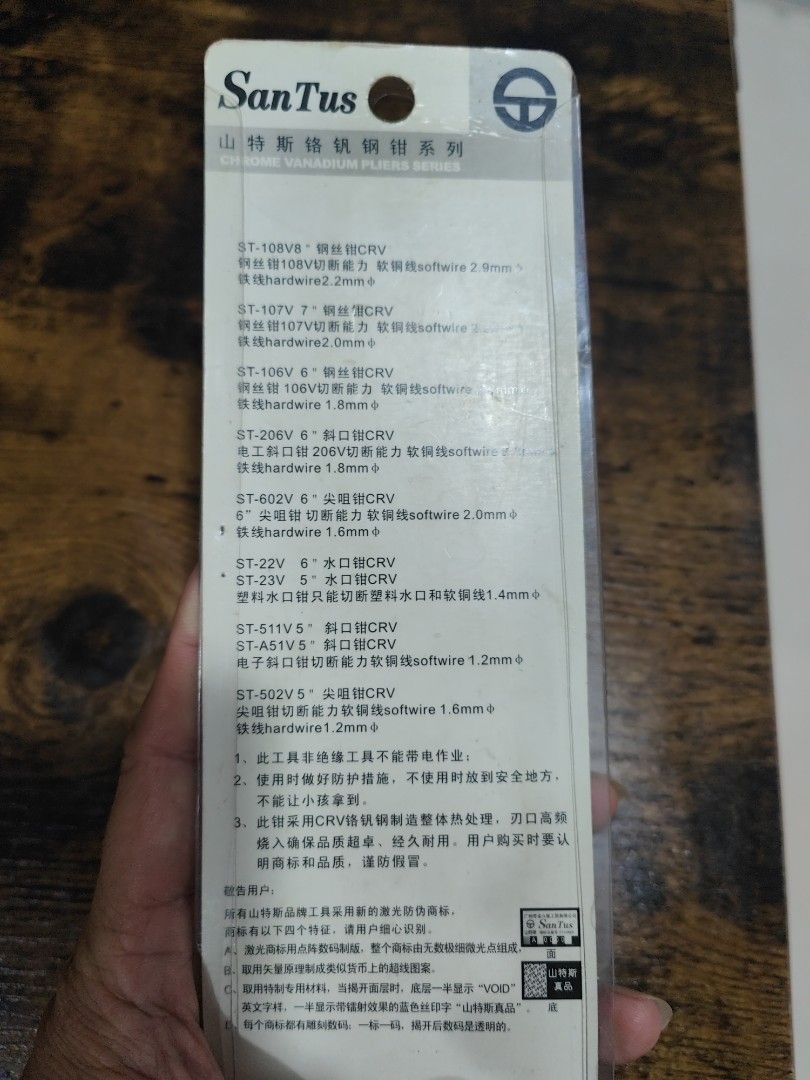 SanTus
山特斯铬钒钢钳系列
CHROME VANADIUM PLIERS SERIES
ST-108V8" 钢丝钳CRV
钢丝钳108V切断能力 软铜线softwire 2.9mmφ
铁线hardwire2.2mmφ
ST-107V 7" 钢丝钳CRV
钢丝钳107V切断能力 软铜线softwire
铁线hardwire2.0mmφ
ST-106V 6" 钢丝钳CRV
钢丝钳 106V切断能力 软铜线softwire
铁线hardwire 1.8mmφ
ST-206V 6" 斜口钳CRV
电工斜口钳 206V切断能力 软铜线softwire
铁线hardwire 1.8mmφ
ST-602V 6" 尖咀钳CRV
6" 尖咀钳 切断能力 软铜线softwire 2.0mmφ
铁线hardwire 1.6mmφ
ST-22V 6" 水口钳CRV
ST-23V 5" 水口钳CRV
塑料水口钳只能切断塑料水口和软铜线1.4mmφ
ST-511V 5" 斜口钳CRV
ST-A51V 5" 斜口钳CRV
电子斜口钳切断能力软铜线softwire 1.2mmφ
ST-502V 5" 尖咀钳CRV
尖咀钳切断能力软铜线softwire 1.6mmφ
铁线hardwire1.2mmφ
1、此工具非绝缘工具不能带电作业;
2、使用时做好防护措施，不使用时放到安全地方，
不能让小孩拿到。
3、此钳采用CRV铬钒钢制造整体热处理，刃口高频
烧入确保品质超卓、经久耐用。用户购买时要认
明商标和品质，谨防假冒。
敬告用户：
所有山特斯品牌工具采用新的激光防伪商标，
商标有以下四个特征，请用户细心识别。
A、激光商标用点阵数码制版，整个商标由无数极细微光点组成，
B、取用矢量原理制成类似货币上的超线图案。
C、取用特制专用材料，当揭开面层时，底层一半显示“VOID”
英文字样，一半显示带镭射效果的蓝色丝印字“山特斯真品”。
D、每个商标都有雕刻数码；一标一码，揭开后数码是透明的。
SanTus
面
山特斯
真品
底